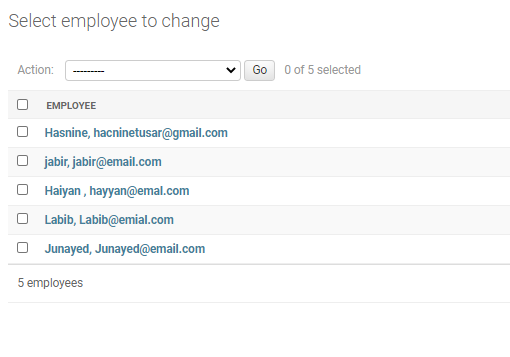 Select employee to change
Action: --------- Go 0 of 5 selected
EMPLOYEE
Hasnine, hacninetusar@gmail.com
jabir, jabir@email.com
Haiyan , hayyan@emal.com
Labib, Labib@emial.com
Junayed, Junayed@email.com
5 employees